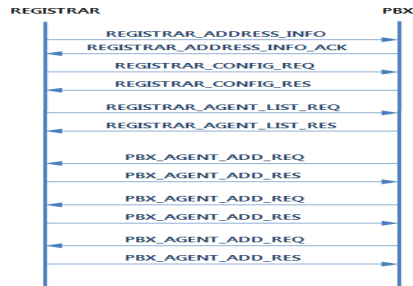 REGISTRAR PBX
REGISTRAR_ADDRESS_INFO
REGISTRAR_ADDRESS_INFO_ACK
REGISTRAR_CONFIG_REQ
REGISTRAR_CONFIG_RES
REGISTRAR_AGENT_LIST_REQ
REGISTRAR_AGENT_LIST_RES
PBX_AGENT_ADD_REQ
PBX_AGENT_ADD_RES
PBX_AGENT_ADD_REQ
PBX_AGENT_ADD_RES
PBX_AGENT_ADD_REQ
PBX_AGENT_ADD_RES